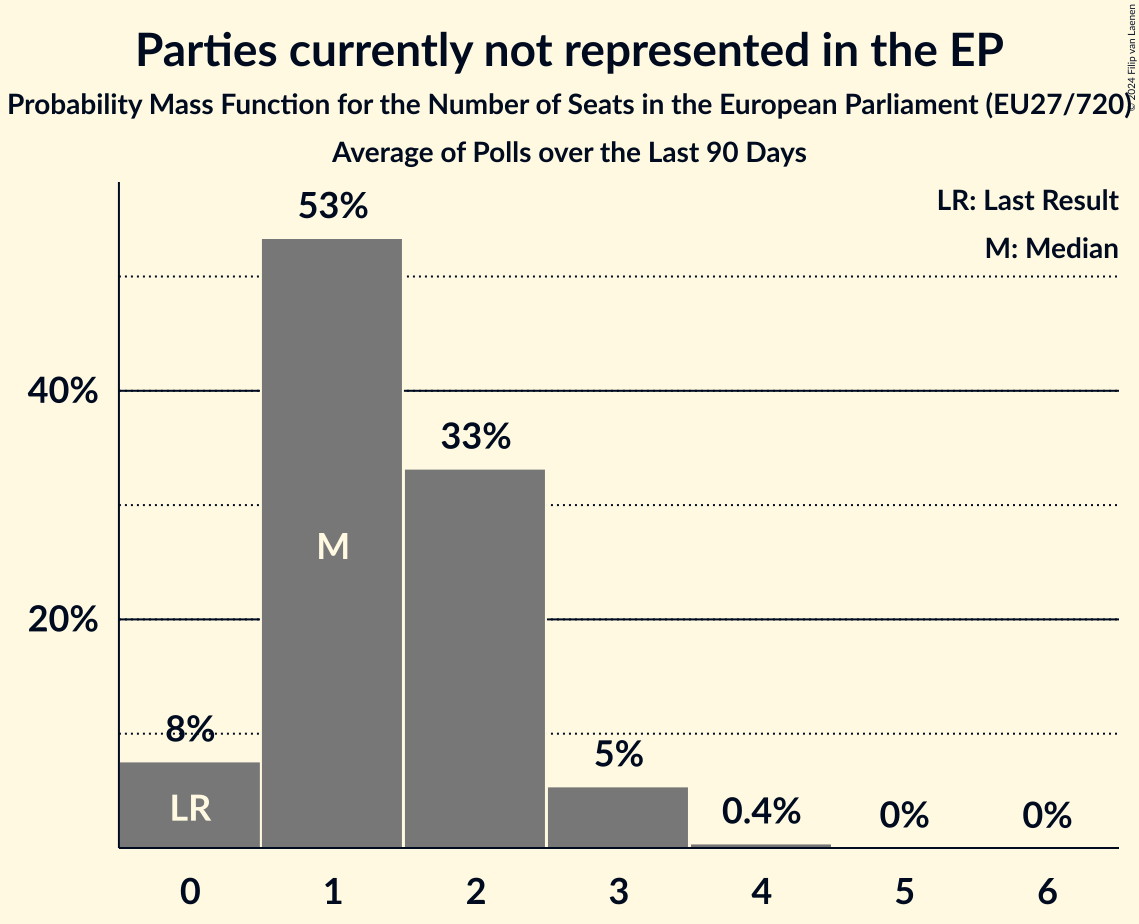 Parties currently not represented in the EP
Probability Mass Function for the Number of Seats in the European Parliament (EU27/720)
Average of Polls over the Last 90 Days
© 2024 Filip van Laenen
LR: Last Result
M: Median
53%
40%
33%
M
20%
8%
5%
LR
0.4%
0%
0%
0 1 2 3 4 5 6